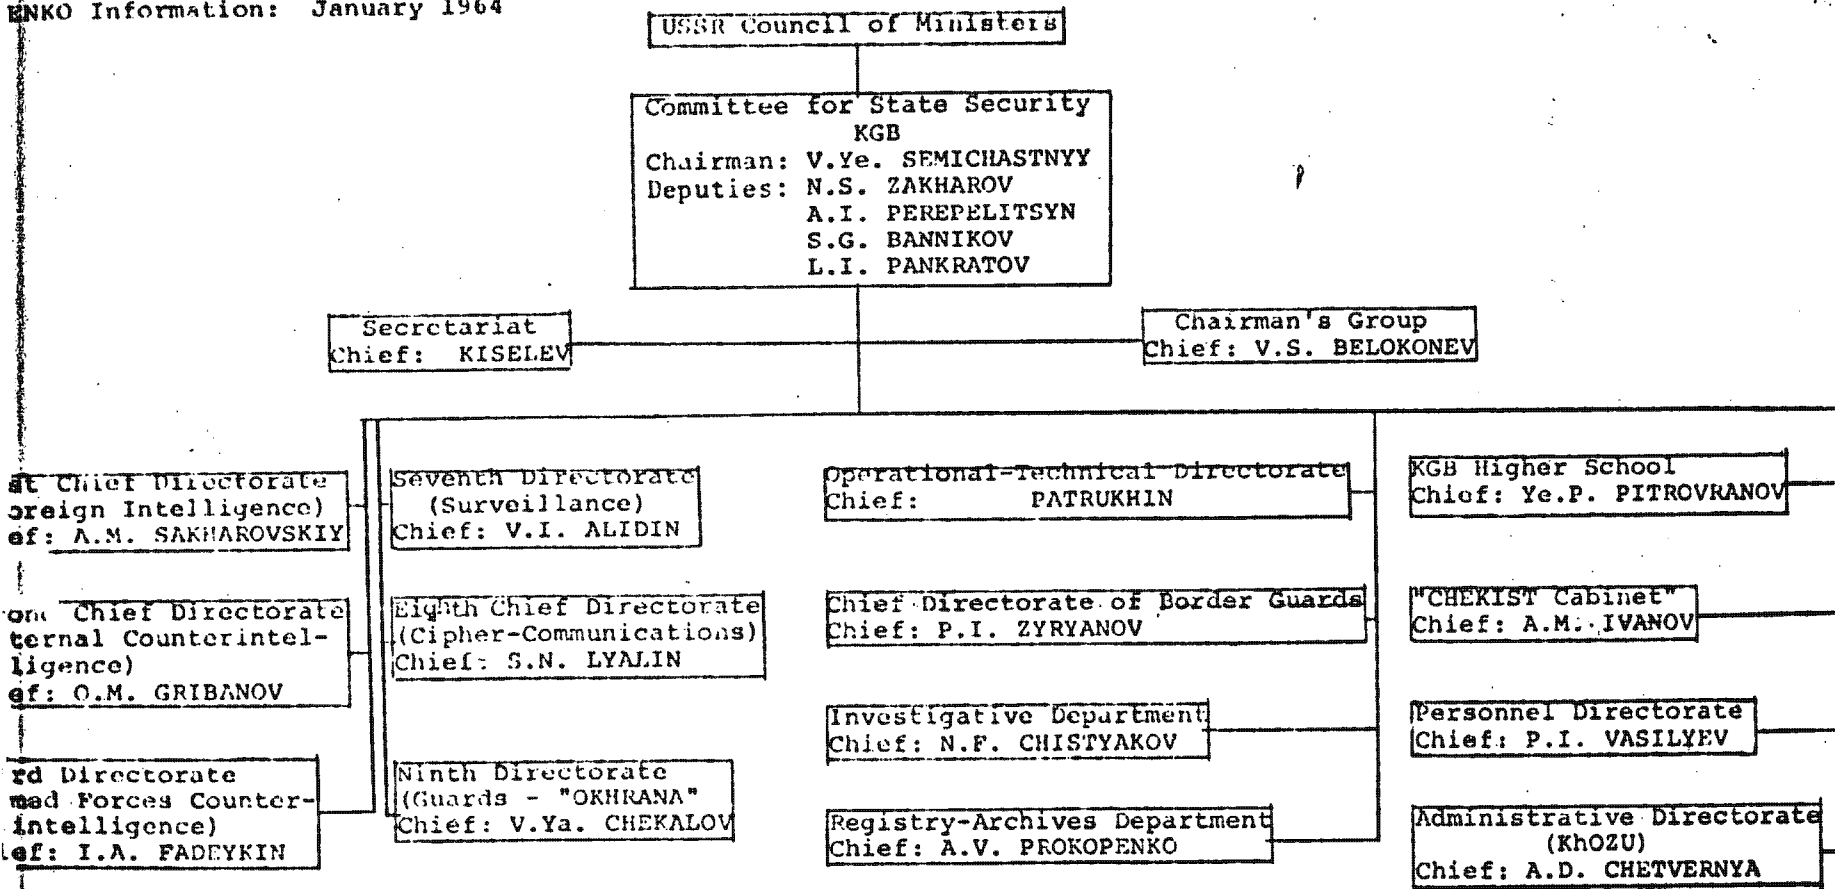 ENKO Information: January 1964
USSR Council of Ministers
Committee for State Security
KGB
Chairman: V.Ye. SEMICHASTNYY
Deputies: N.S. ZAKHAROV
A.I. PEREPELITSYN
S.G. BANNIKOV
L.I. PANKRATOV
Secretariat
Chief: KISELEV
Chairman's Group
Chief: V.S. BELOKONEV
st Chief Directorate
oreign Intelligence)
ef: A.M. SAKHAROVSKIY
ond Chief Directorate
ternal Counterintel-
ligence)
ef: O.M. GRIBANOV
rd Directorate
med Forces Counter-
intelligence)
ief: I.A. FADEYKIN
Seventh Directorate
(Surveillance)
Chief: V.I. ALIDIN
Eighth Chief Directorate
(Cipher-Communications)
Chief: S.N. LYALIN
Ninth Directorate
(Guards - "OKHRANA"
Chief: V.Ya. CHEKALOV
Operational-Technical Directorate
Chief: PATRUKHIN
Chief Directorate of Border Guards
Chief: P.I. ZYRYANOV
Investigative Department
Chief: N.F. CHISTYAKOV
Registry-Archives Department
Chief: A.V. PROKOPENKO
KGB Higher School
Chief: Ye.P. PITROVRANOV
"CHEKIST Cabinet"
Chief: A.M. IVANOV
Personnel Directorate
Chief: P.I. VASILYEV
Administrative Directorate
(KhOZU)
Chief: A.D. CHETVERNYA